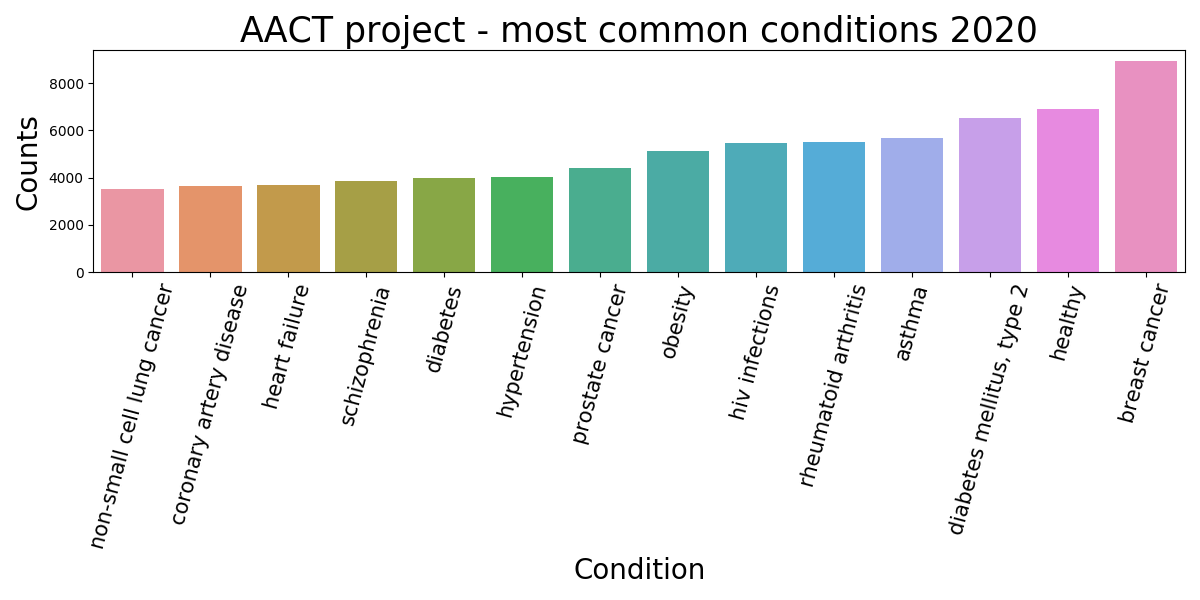 AACT project - most common conditions 2020
Counts
8000
6000
4000
2000
0
non-small cell lung cancer
coronary artery disease
heart failure
schizophrenia
diabetes
hypertension
prostate cancer
obesity
hiv infections
rheumatoid arthritis
asthma
diabetes mellitus, type 2
healthy
breast cancer
Condition